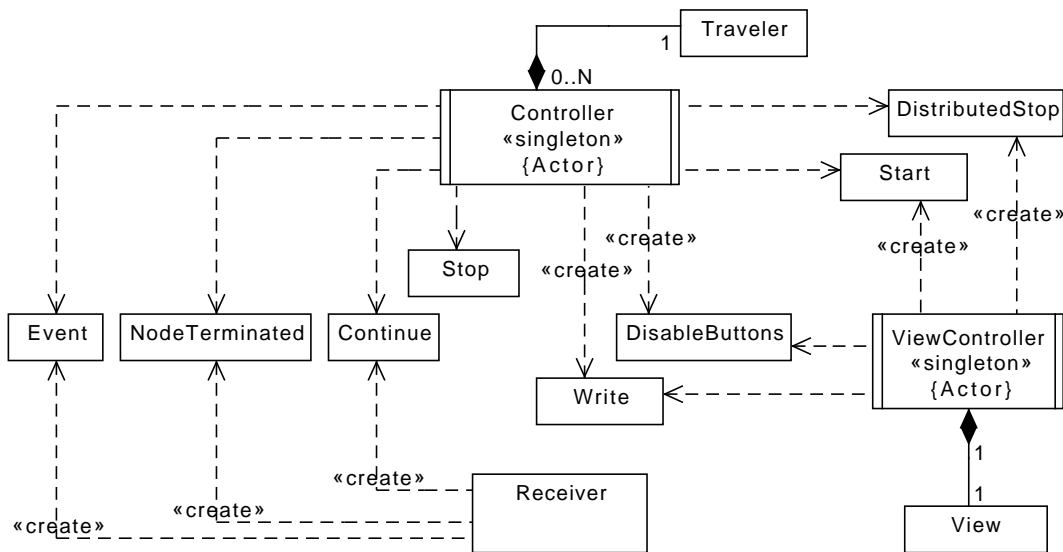 Traveler
1
0..N
Controller
«singleton»
{Actor}
DistributedStop
Start
«create»
«create»
«create»
«create»
Stop
Event
NodeTerminated
Continue
DisableButtons
ViewController
«singleton»
{Actor}
Write
1
«create»
«create»
«create»
Receiver
1
View